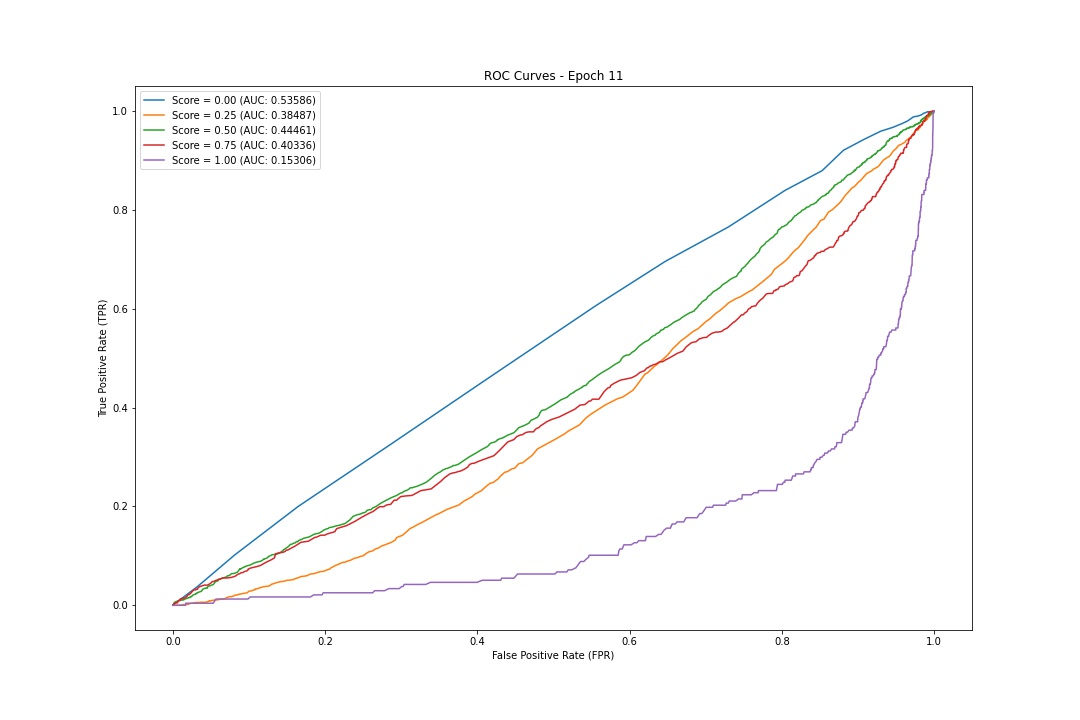 ROC Curves - Epoch 11
Score = 0.00 (AUC: 0.53586)
Score = 0.25 (AUC: 0.38487)
Score = 0.50 (AUC: 0.44461)
Score = 0.75 (AUC: 0.40336)
Score = 1.00 (AUC: 0.15306)
True Positive Rate (TPR)
1.0
0.8
0.6
0.4
0.2
0.0
0.0 0.2 0.4 0.6 0.8 1.0
False Positive Rate (FPR)